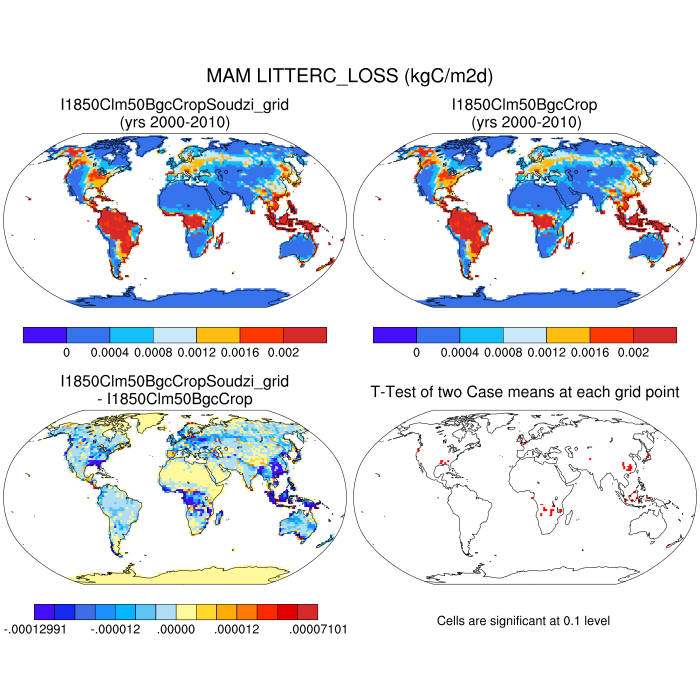 MAM LITTERC_LOSS (kgC/m2d)
I1850Clm50BgcCropSoudzi_grid
(yrs 2000-2010)
I1850Clm50BgcCrop
(yrs 2000-2010)
0 0.0004 0.0008 0.0012 0.0016 0.002
0 0.0004 0.0008 0.0012 0.0016 0.002
I1850Clm50BgcCropSoudzi_grid
- I1850Clm50BgcCrop
T-Test of two Case means at each grid point
-.00012991 -.000012 .00000 .000012 .00007101
Cells are significant at 0.1 level